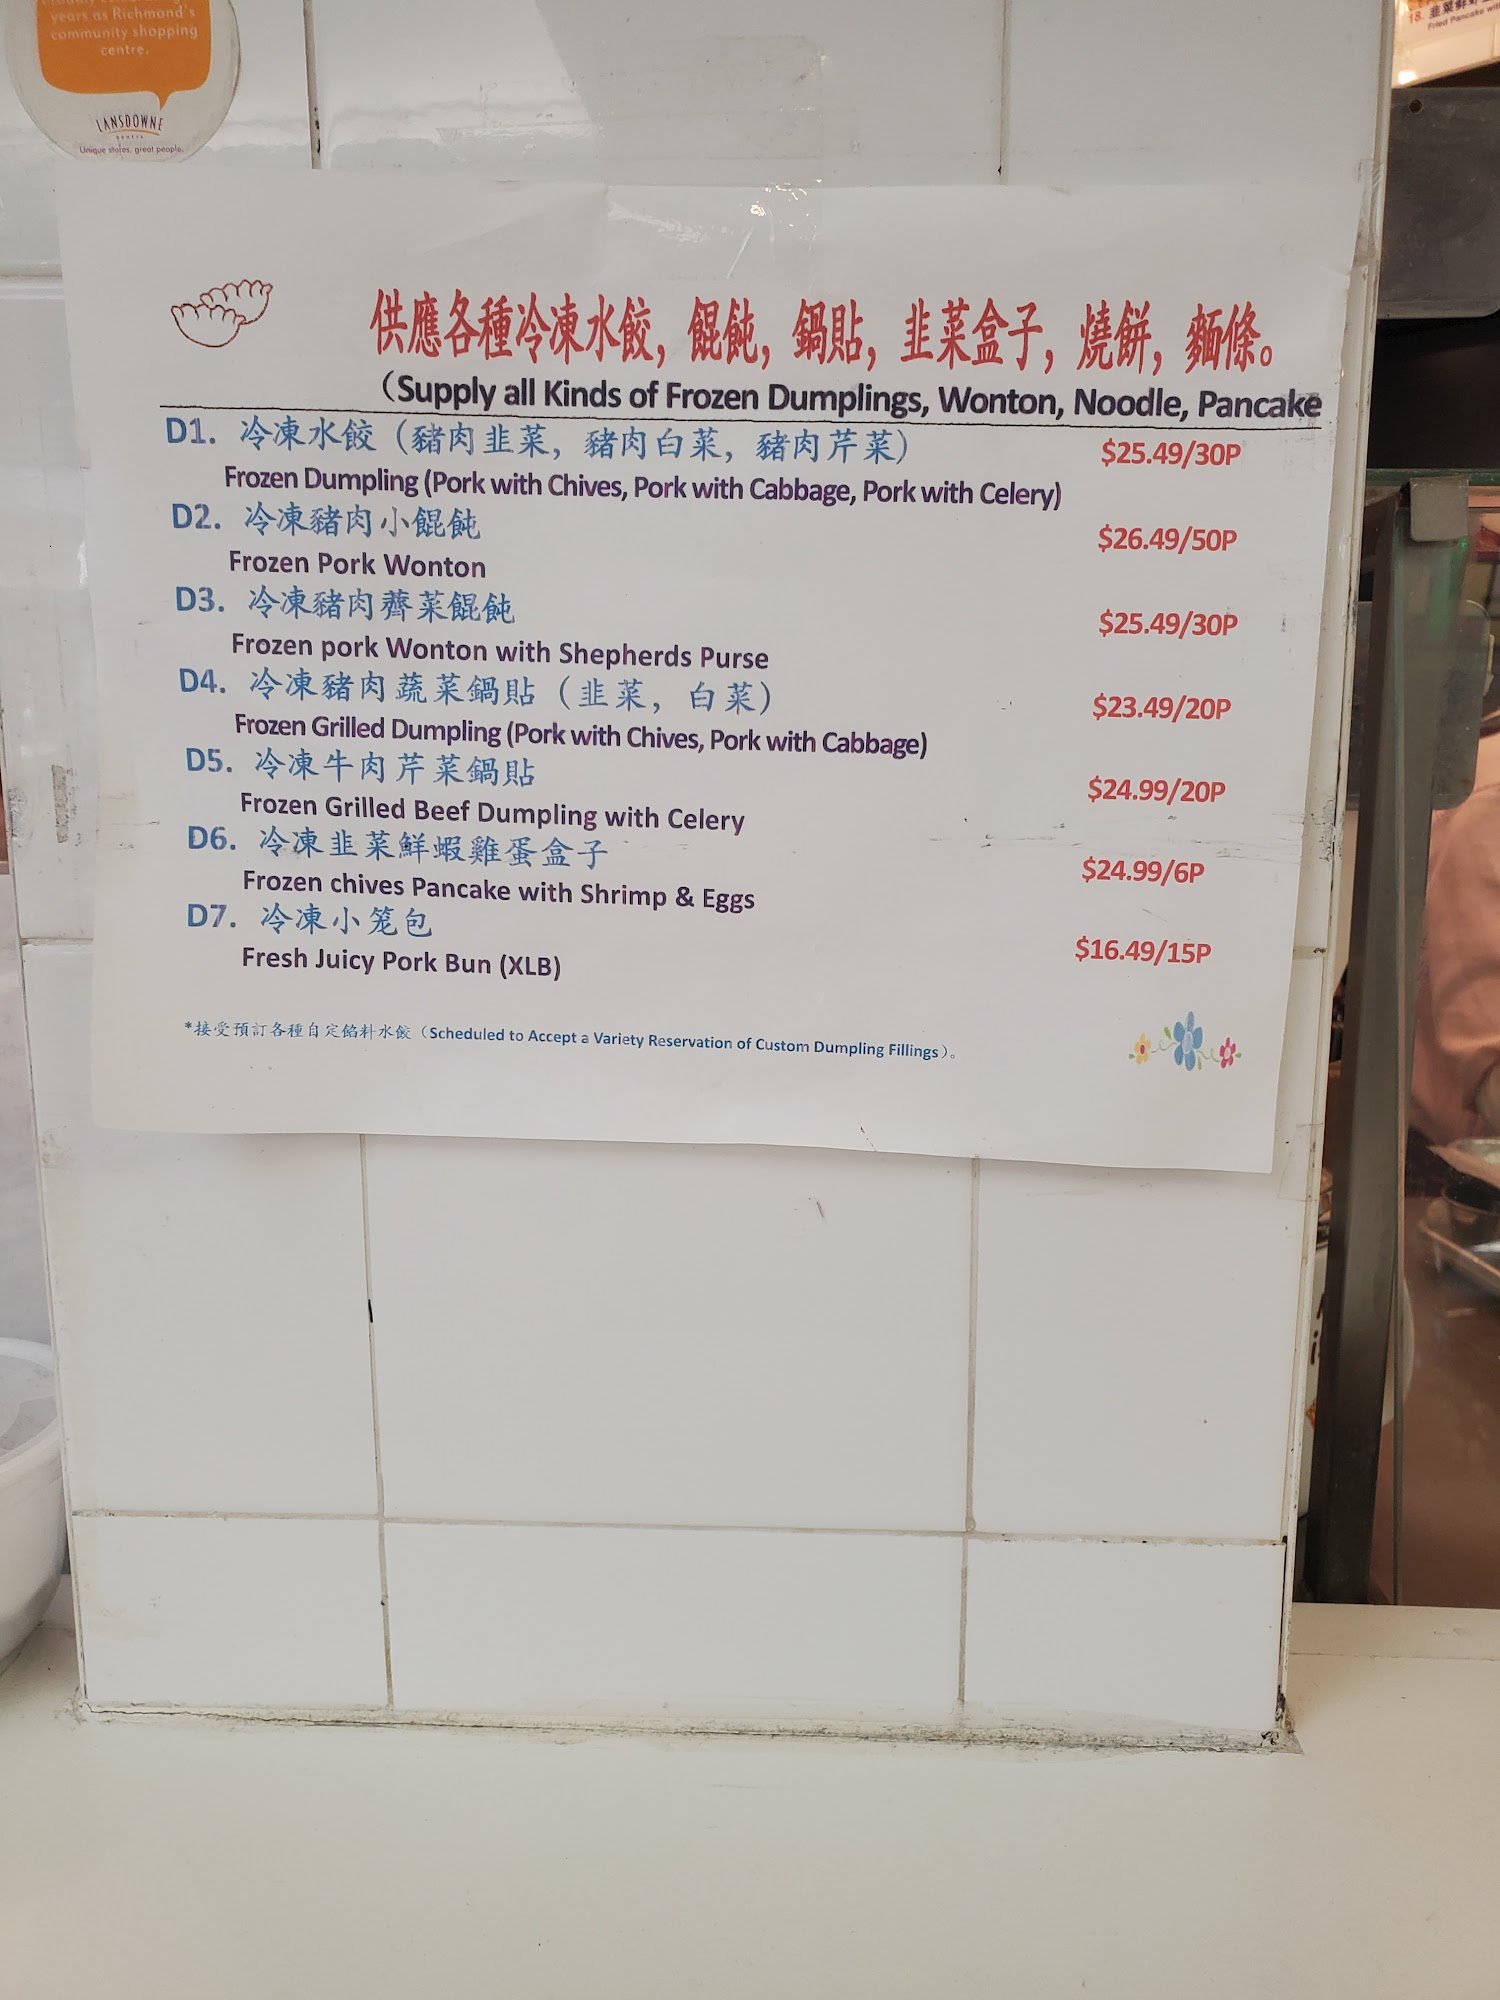 years as Richmond's
community shopping
centre.
LANSDOWNE
Unique stores, great people.
18. 韭菜鮮
Fried Pancake
供應各種冷凍水餃, 餛飩, 鍋貼, 韭菜盒子, 燒餅, 麵條。
(Supply all Kinds of Frozen Dumplings, Wonton, Noodle, Pancake
D1. 冷凍水餃 (豬肉韭菜, 豬肉白菜, 豬肉芹菜) $25.49/30P
Frozen Dumpling (Pork with Chives, Pork with Cabbage, Pork with Celery)
D2. 冷凍豬肉小餛飩 $26.49/50P
Frozen Pork Wonton
D3. 冷凍豬肉薺菜餛飩 $25.49/30P
Frozen pork Wonton with Shepherds Purse
D4. 冷凍豬肉蔬菜鍋貼 (韭菜, 白菜) $23.49/20P
Frozen Grilled Dumpling (Pork with Chives, Pork with Cabbage)
D5. 冷凍牛肉芹菜鍋貼 $24.99/20P
Frozen Grilled Beef Dumpling with Celery
D6. 冷凍韭菜鮮蝦雞蛋盒子 $24.99/6P
Frozen chives Pancake with Shrimp & Eggs
D7. 冷凍小笼包 $16.49/15P
Fresh Juicy Pork Bun (XLB)
*接受預訂各種自定餡料水餃 (Scheduled to Accept a Variety Reservation of Custom Dumpling Fillings)。